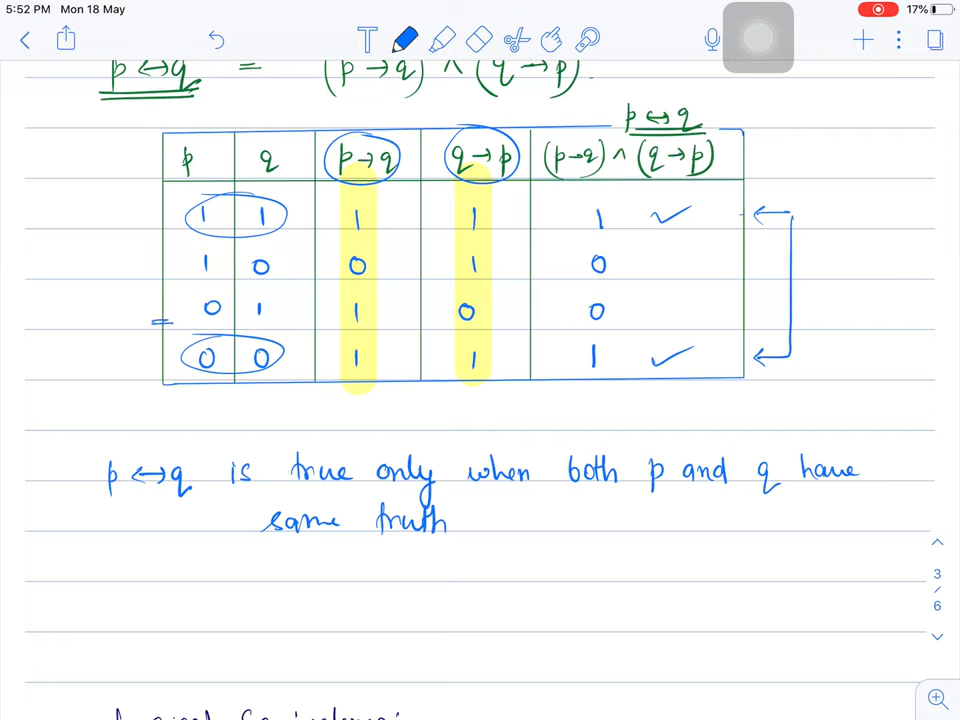 5:52 PM Mon 18 May 17%
p ↔ q = (p → q) ∧ (q → p).
p ↔ q
p q p → q q → p (p → q) ∧ (q → p)
1 1 1 1 1 ✓
1 0 0 1 0
0 1 1 0 0
0 0 1 1 1 ✓
p ↔ q is true only when both p and q have
same truth
3
/
6